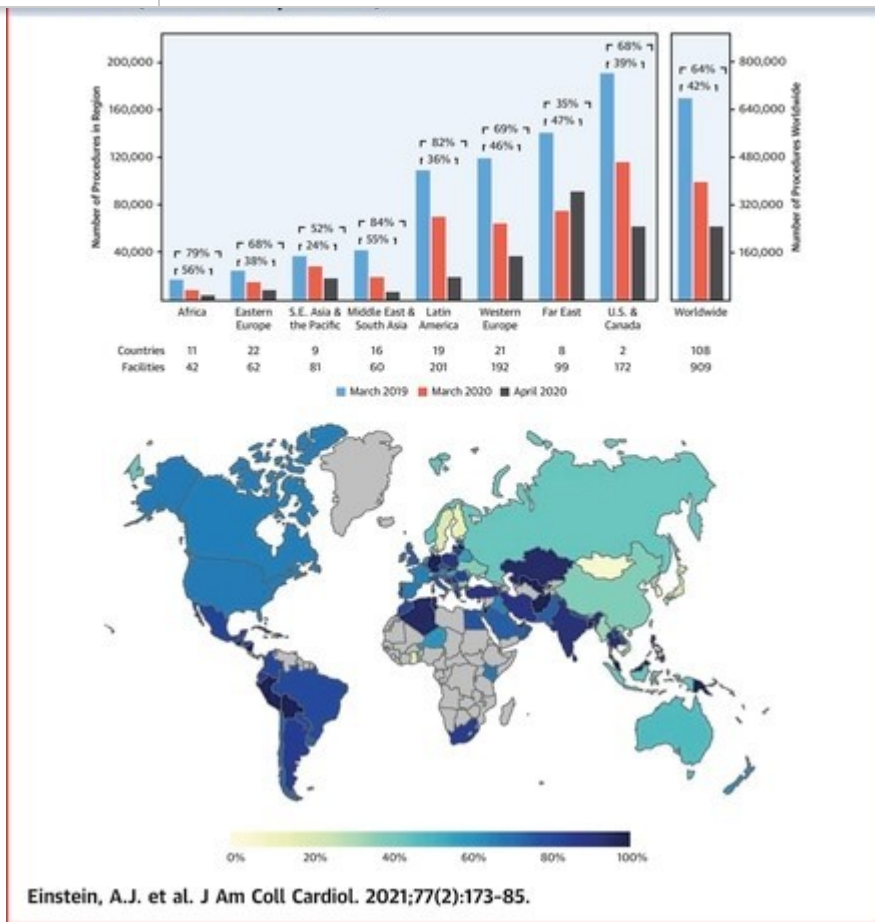 200,000
160,000
120,000
80,000
40,000
Number of Procedures in Region
79%
56%
68%
38%
52%
24%
84%
55%
82%
36%
69%
46%
35%
47%
68%
39%
64%
42%
800,000
640,000
480,000
320,000
160,000
Number of Procedures Worldwide
Africa
Eastern Europe
S.E. Asia & the Pacific
Middle East & South Asia
Latin America
Western Europe
Far East
U.S. & Canada
Worldwide
Countries 11 22 9 16 19 21 8 2 108
Facilities 42 62 81 60 201 192 99 172 909
March 2019 March 2020 April 2020
0% 20% 40% 60% 80% 100%
Einstein, A.J. et al. J Am Coll Cardiol. 2021;77(2):173-85.